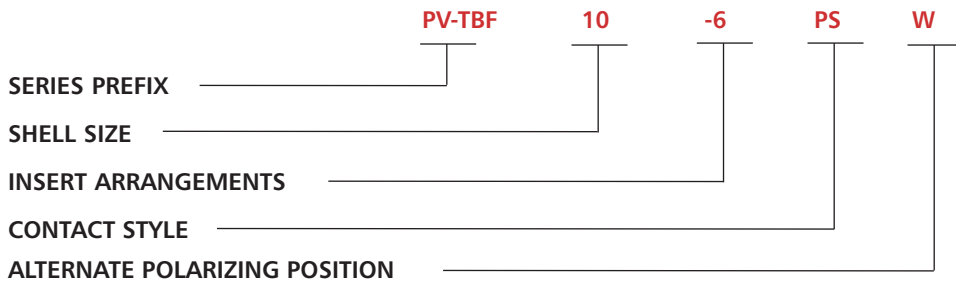 PV-TBF 10 -6 PS W
SERIES PREFIX
SHELL SIZE
INSERT ARRANGEMENTS
CONTACT STYLE
ALTERNATE POLARIZING POSITION